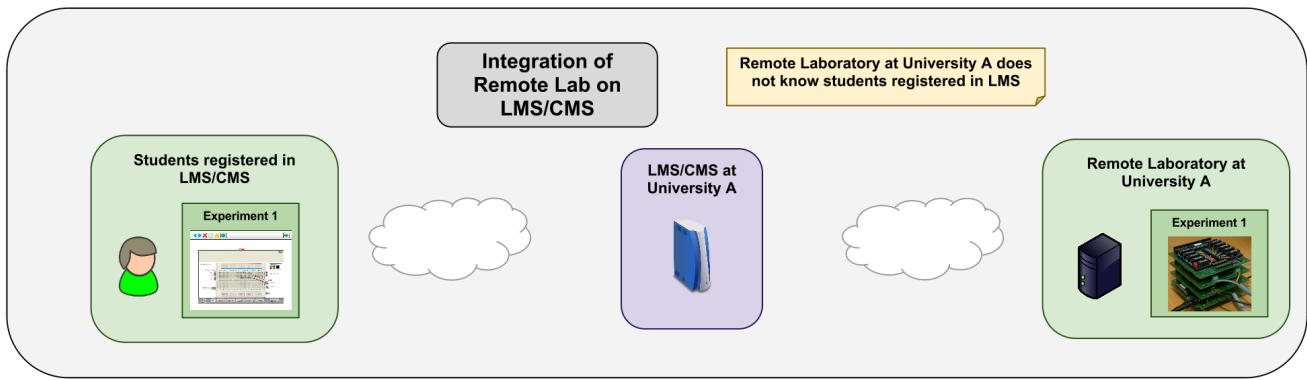 Integration of
Remote Lab on
LMS/CMS
Remote Laboratory at University A does
not know students registered in LMS
Students registered in
LMS/CMS
Experiment 1
LMS/CMS at
University A
Remote Laboratory at
University A
Experiment 1